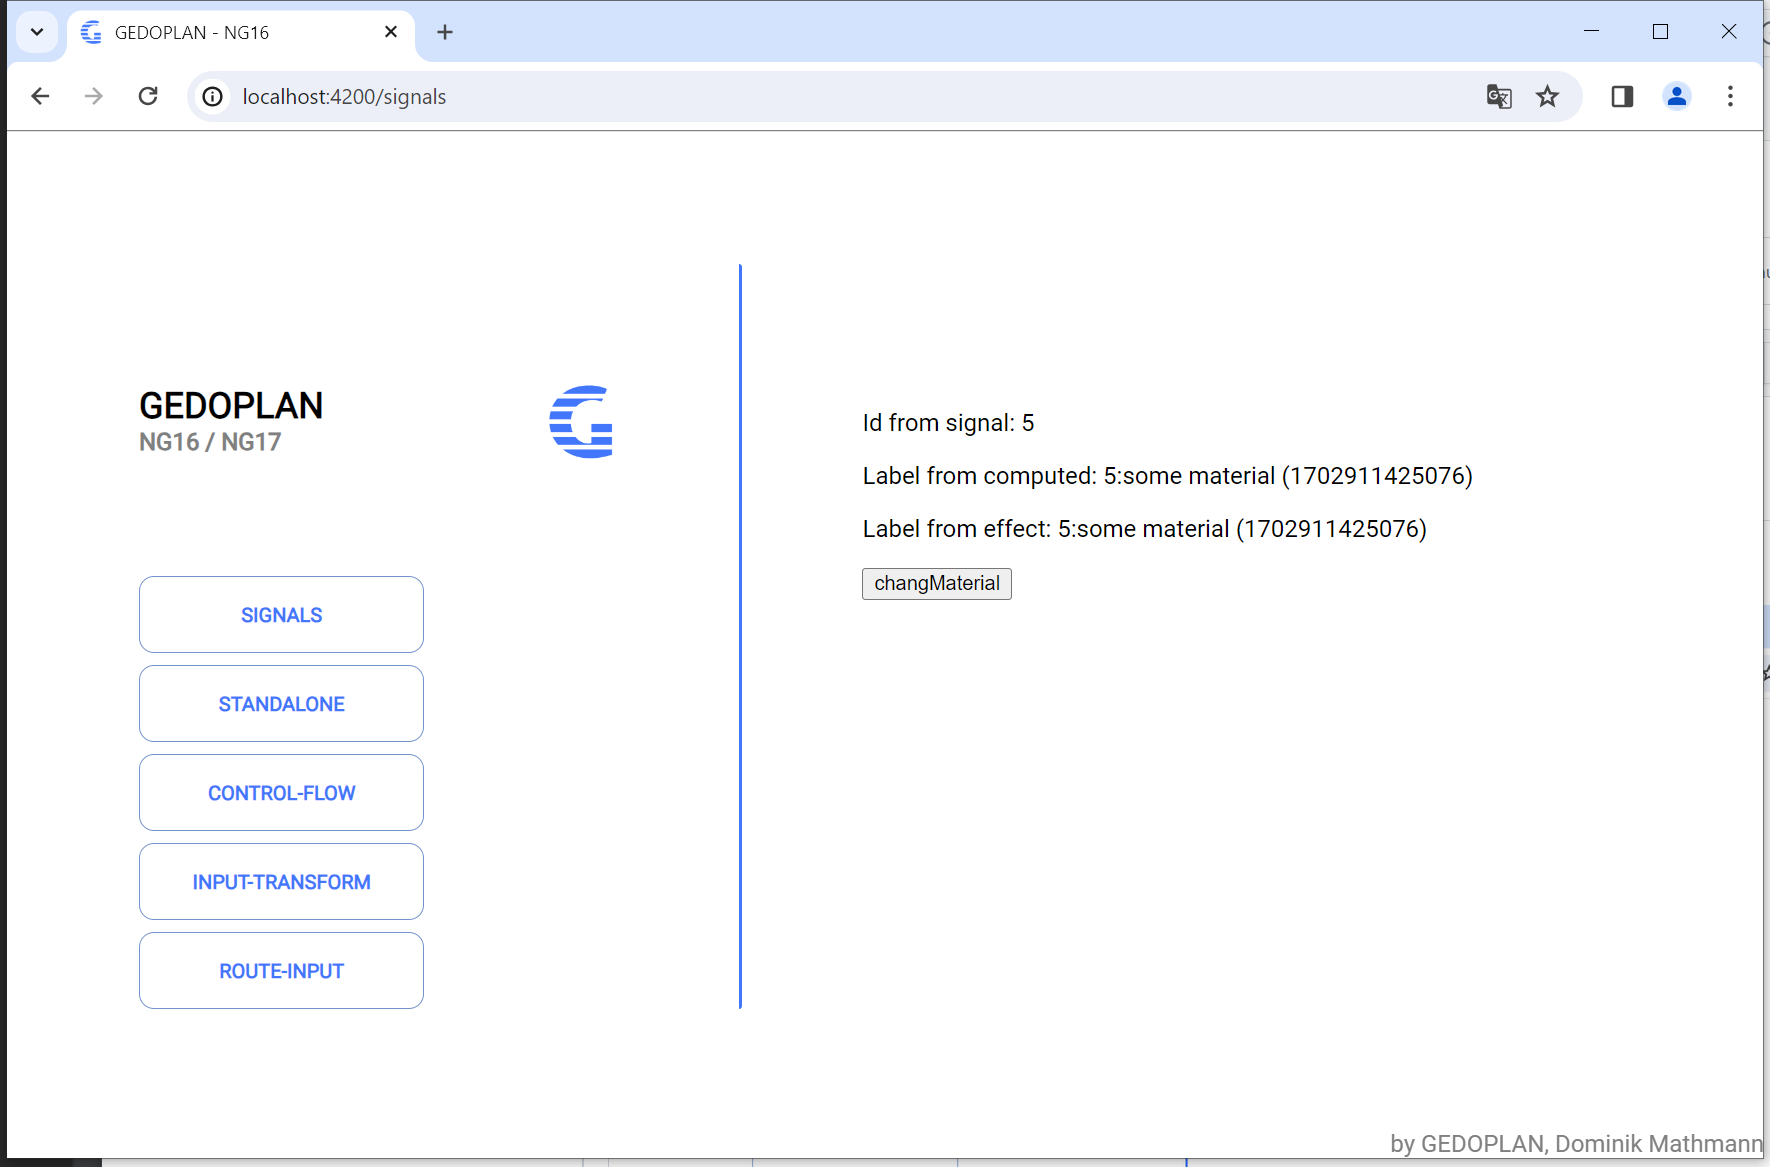 GEDOPLAN - NG16
localhost:4200/signals
GEDOPLAN
NG16 / NG17
SIGNALS
STANDALONE
CONTROL-FLOW
INPUT-TRANSFORM
ROUTE-INPUT
Id from signal: 5
Label from computed: 5:some material (1702911425076)
Label from effect: 5:some material (1702911425076)
changMaterial
by GEDOPLAN, Dominik Mathmann